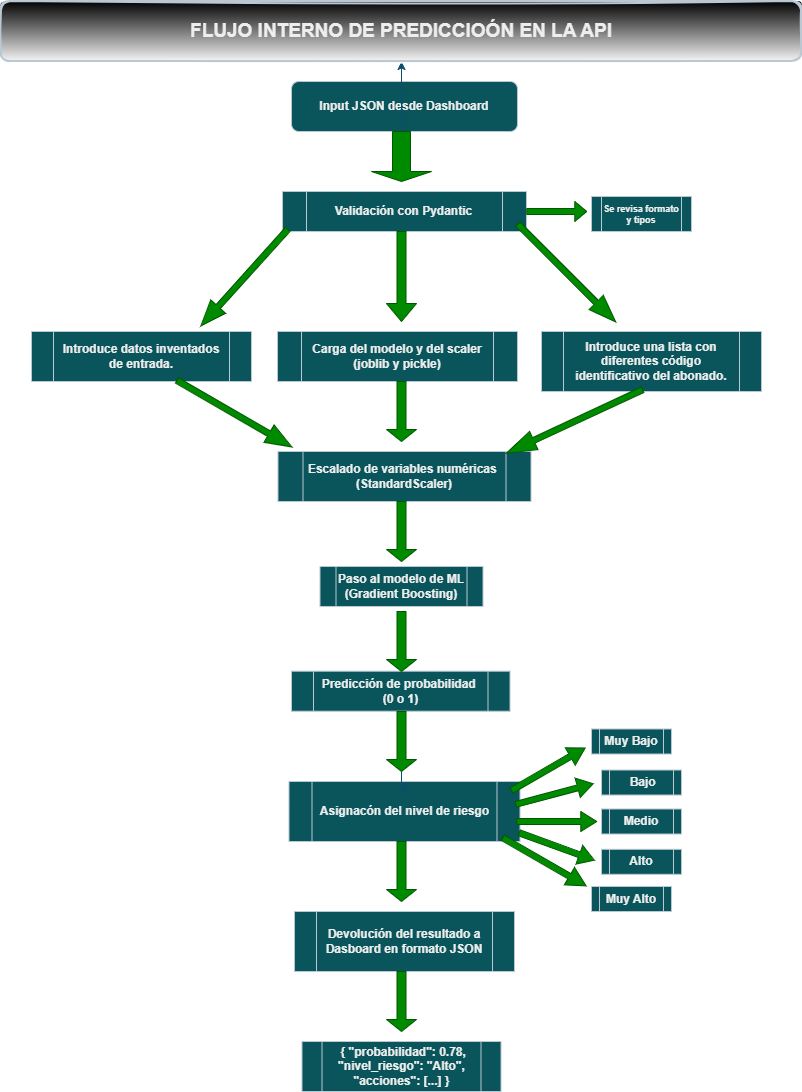 FLUJO INTERNO DE PREDICCIOÓN EN LA API
Input JSON desde Dashboard
Validación con Pydantic
Se revisa formato
y tipos
Introduce datos inventados
de entrada.
Carga del modelo y del scaler
(joblib y pickle)
Introduce una lista con
diferentes código
identificativo del abonado.
Escalado de variables numéricas
(StandardScaler)
Paso al modelo de ML
(Gradient Boosting)
Predicción de probabilidad
(0 o 1)
Asignacón del nivel de riesgo
Muy Bajo
Bajo
Medio
Alto
Muy Alto
Devolución del resultado a
Dasboard en formato JSON
{ "probabilidad": 0.78,
"nivel_riesgo": "Alto",
"acciones": [...] }